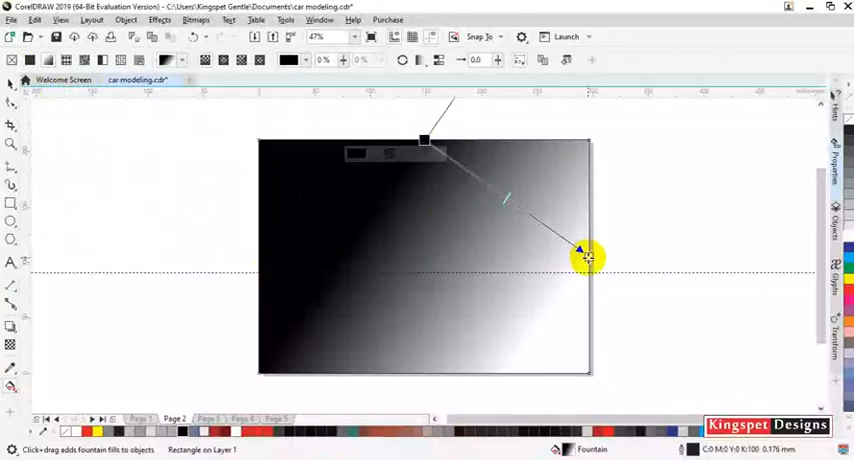 CorelDRAW 2019 (64-Bit Evaluation Version) - C:\Users\Kingspet Gentle\Documents\car modeling.cdr*
File Edit View Layout Object Effects Bitmaps Text Table Tools Window Help Purchase
47% Snap To Launch
0 % 0 % 0.0
Welcome Screen car modeling.cdr*
Hints
Properties
Objects
Glyphs
Transform
Page 1 Page 2 Page 3 Page 4 Page 5
Kingspet Designs
Click+drag adds fountain fills to objects Rectangle on Layer 1 Fountain C:0 M:0 Y:0 K:100 0.176 mm